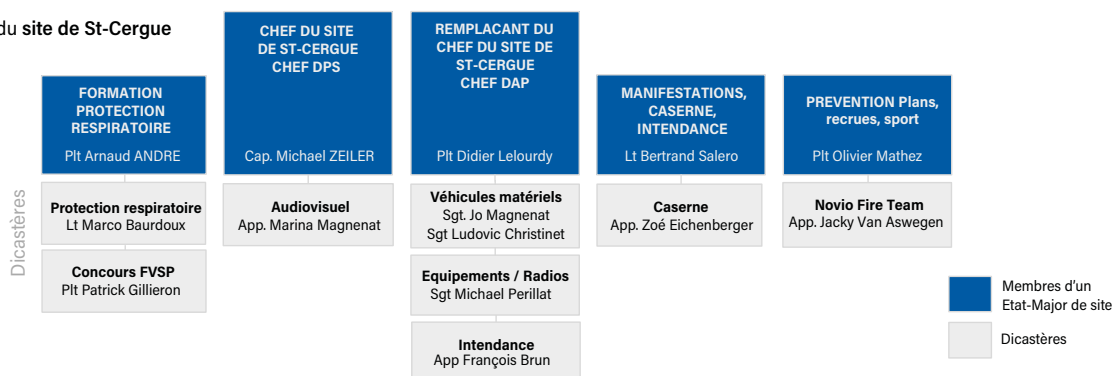 du site de St-Cergue
FORMATION
PROTECTION
RESPIRATOIRE
Plt Arnaud ANDRE
CHEF DU SITE
DE ST-CERGUE
CHEF DPS
Cap. Michael ZEILER
REMPLACANT DU
CHEF DU SITE DE
ST-CERGUE
CHEF DAP
Plt Didier Lelourdy
MANIFESTATIONS,
CASERNE,
INTENDANCE
Lt Bertrand Salero
PREVENTION Plans,
recrues, sport
Plt Olivier Mathez
Dicastères
Protection respiratoire
Lt Marco Baurdoux
Concours FVSP
Plt Patrick Gillieron
Audiovisuel
App. Marina Magnenat
Véhicules matériels
Sgt. Jo Magnenat
Sgt Ludovic Christinet
Equipements / Radios
Sgt Michael Perillat
Intendance
App François Brun
Caserne
App. Zoé Eichenberger
Novio Fire Team
App. Jacky Van Aswegen
Membres d'un
Etat-Major de site
Dicastères